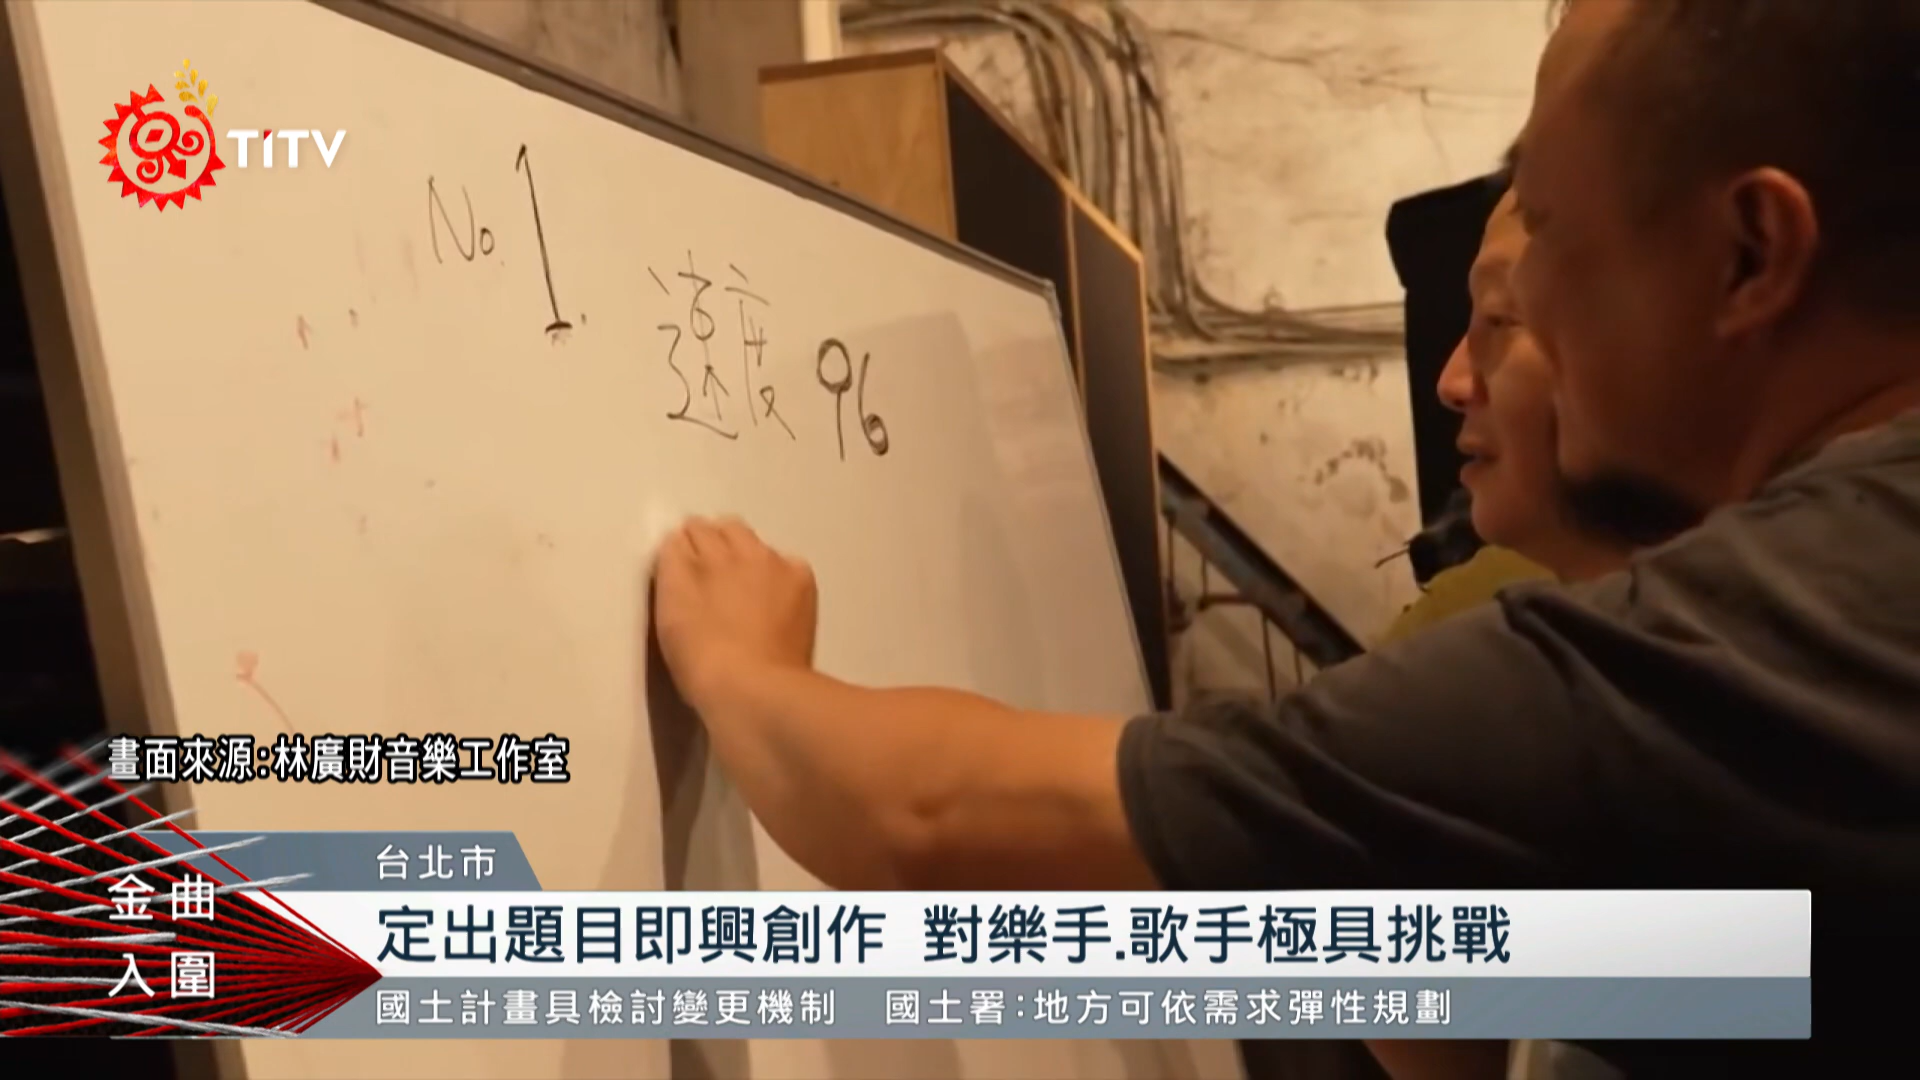 TiTV
No. 1.
速度 96
畫面來源:林廣財音樂工作室
台北市
金曲
入圍
定出題目即興創作 對樂手.歌手極具挑戰
國土計畫具檢討變更機制 國土署:地方可依需求彈性規劃